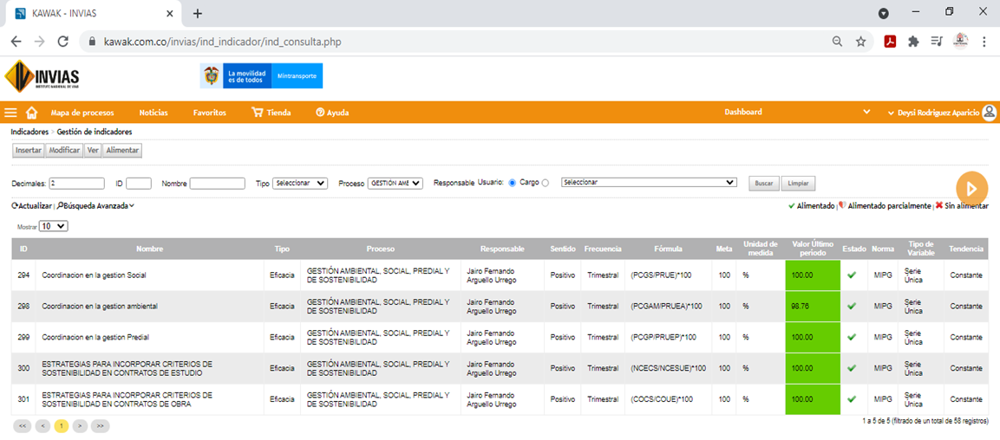 KAWAK - INVIAS
kawak.com.co/invias/ind_indicador/ind_consulta.php
INVIAS
INSTITUTO NACIONAL DE VIAS
La movilidad
es de todos
Mintransporte
Mapa de procesos Noticias Favoritos Tienda Ayuda Dashboard Deysi Rodriguez Aparicio
Indicadores > Gestión de indicadores
Insertar Modificar Ver Alimentar
Decimales: 2 ID Nombre Tipo Seleccionar Proceso GESTIÓN AME Responsable Usuario: Cargo Seleccionar Buscar Limpiar
Actualizar | Búsqueda Avanzada Alimentado | Alimentado parcialmente | Sin alimentar
Mostrar 10
ID Nombre Tipo Proceso Responsable Sentido Frecuencia Fórmula Meta Unidad de medida Valor Último periodo Estado Norma Tipo de Variable Tendencia
294 Coordinacion en la gestion Social Eficacia GESTIÓN AMBIENTAL, SOCIAL, PREDIAL Y DE SOSTENIBILIDAD Jairo Fernando Arguello Urrego Positivo Trimestral (PCGS/PRUE)*100 100 % 100.00 MIPG Serie Única Constante
298 Coordinacion en la gestion ambiental Eficacia GESTIÓN AMBIENTAL, SOCIAL, PREDIAL Y DE SOSTENIBILIDAD Jairo Fernando Arguello Urrego Positivo Trimestral (PCGAM/PRUEA)*100 100 % 98.76 MIPG Serie Única Constante
299 Coordinacion en la gestion Predial Eficacia GESTIÓN AMBIENTAL, SOCIAL, PREDIAL Y DE SOSTENIBILIDAD Jairo Fernando Arguello Urrego Positivo Trimestral (PCGP/PRUEP)*100 100 % 100.00 MIPG Serie Única Constante
300 ESTRATEGIAS PARA INCORPORAR CRITERIOS DE SOSTENIBILIDAD EN CONTRATOS DE ESTUDIO Eficacia GESTIÓN AMBIENTAL, SOCIAL, PREDIAL Y DE SOSTENIBILIDAD Jairo Fernando Arguello Urrego Positivo Trimestral (NCECS/NCESUE)*100 100 % 100.00 MIPG Serie Única Constante
301 ESTRATEGIAS PARA INCORPORAR CRITERIOS DE SOSTENIBILIDAD EN CONTRATOS DE OBRA Eficacia GESTIÓN AMBIENTAL, SOCIAL, PREDIAL Y DE SOSTENIBILIDAD Jairo Fernando Arguello Urrego Positivo Trimestral (COCS/COUE)*100 100 % 100.00 MIPG Serie Única Constante
<< < 1 > >> 1 a 5 de 5 (filtrado de un total de 58 registros)